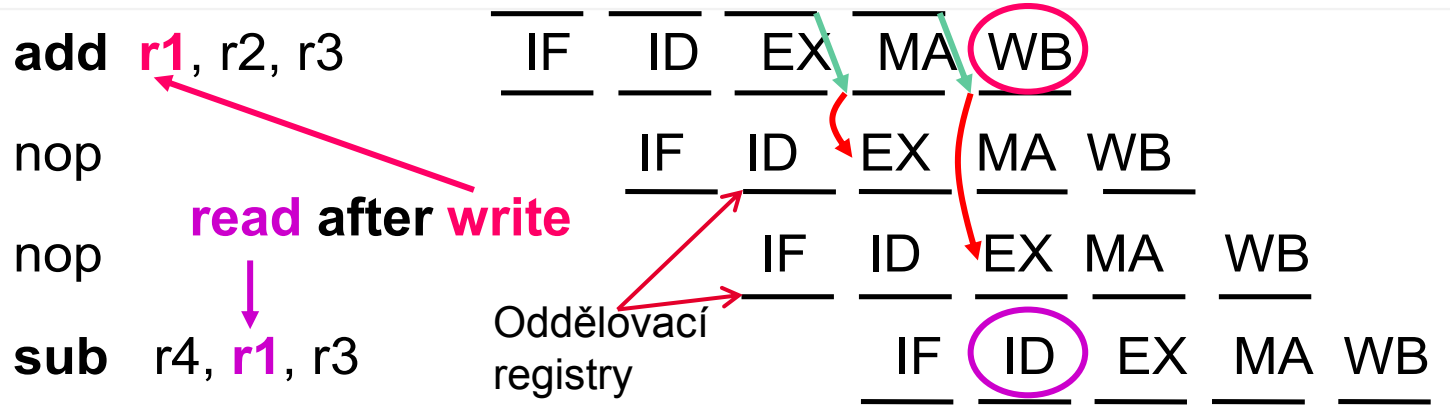 add r1, r2, r3 IF ID EX MA WB
nop IF ID EX MA WB
read after write
nop IF ID EX MA WB
Oddělovací
registry
sub r4, r1, r3 IF ID EX MA WB